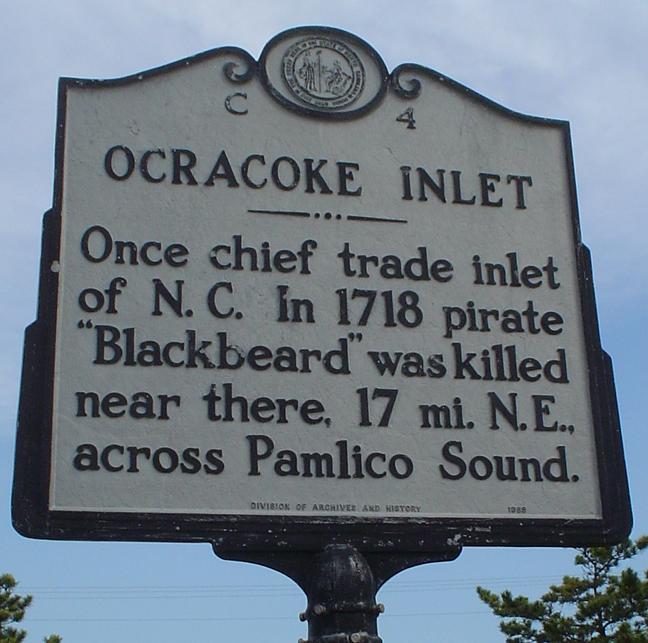 C 4
OCRACOKE INLET
Once chief trade inlet
of N. C. In 1718 pirate
"Blackbeard" was killed
near there, 17 mi. N.E.,
across Pamlico Sound.
DIVISION OF ARCHIVES AND HISTORY 1988